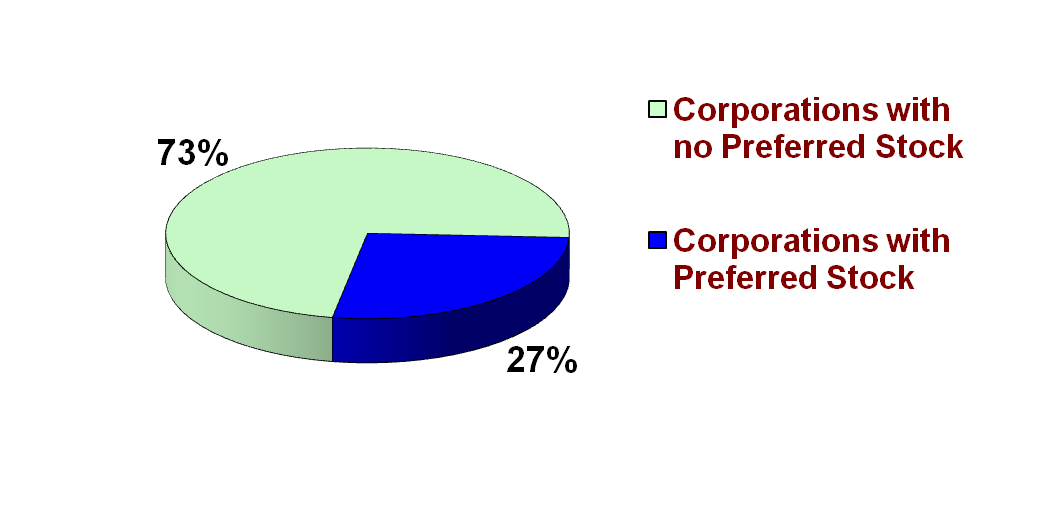 73%
Corporations with
no Preferred Stock
Corporations with
Preferred Stock
27%